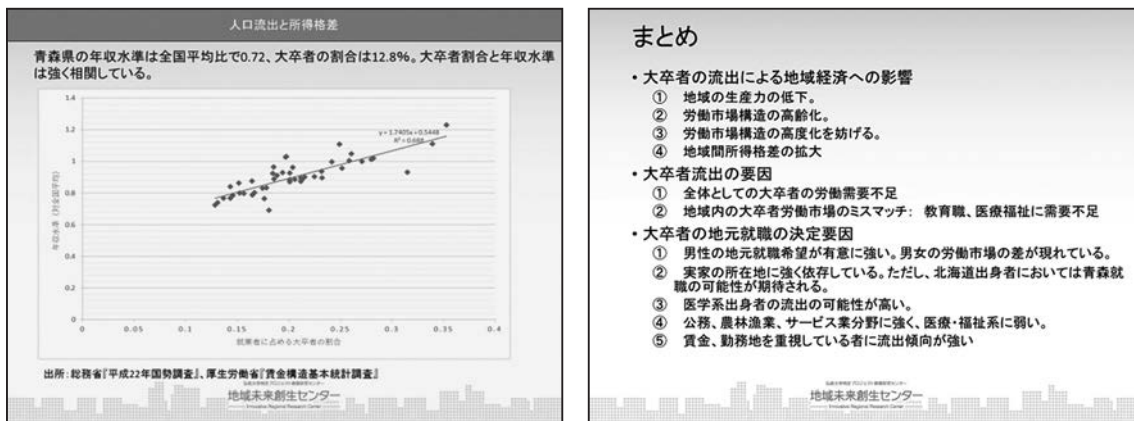 人口流出と所得格差
青森県の年収水準は全国平均比で0.72、大卒者の割合は12.8%。大卒者割合と年収水準
は強く相関している。
1.4
1.2
1
0.8
0.6
0.4
0.2
0
y = 1.7405x + 0.5448
R² = 0.688
年収水準（対全国平均）
0 0.05 0.1 0.15 0.2 0.25 0.3 0.35 0.4
就業者に占める大卒者の割合
出所：総務省『平成22年国勢調査』、厚生労働省『賃金構造基本統計調査』
地域未来創生センター
Innovative Regional Research Center
まとめ
・大卒者の流出による地域経済への影響
① 地域の生産力の低下。
② 労働市場構造の高齢化。
③ 労働市場構造の高度化を妨げる。
④ 地域間所得格差の拡大
・大卒者流出の要因
① 全体としての大卒者の労働需要不足
② 地域内の大卒者労働市場のミスマッチ： 教育職、医療福祉に需要不足
・大卒者の地元就職の決定要因
① 男性の地元就職希望が有意に強い。男女の労働市場の差が現れている。
② 実家の所在地に強く依存している。ただし、北海道出身者においては青森就
職の可能性が期待される。
③ 医学系出身者の流出の可能性が高い。
④ 公務、農林漁業、サービス業分野に強く、医療・福祉系に弱い。
⑤ 賃金、勤務地を重視している者に流出傾向が強い
地域未来創生センター
Innovative Regional Research Center